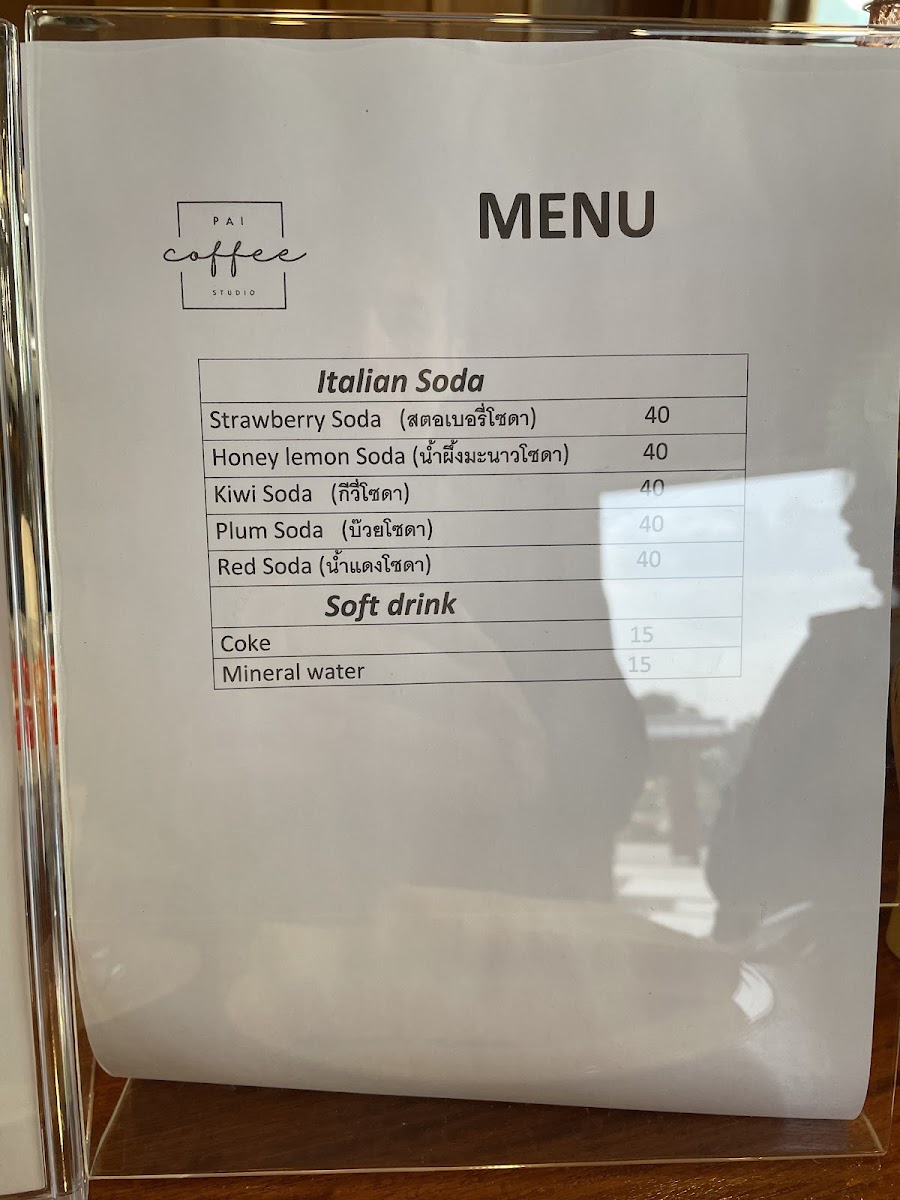 PAI
coffee
STUDIO
MENU
Italian Soda
Strawberry Soda (สตอเบอรี่โซดา) 40
Honey lemon Soda (น้ำผึ้งมะนาวโซดา) 40
Kiwi Soda (กีวี่โซดา) 40
Plum Soda (บ๊วยโซดา) 40
Red Soda (น้ำแดงโซดา) 40
Soft drink
Coke 15
Mineral water 15